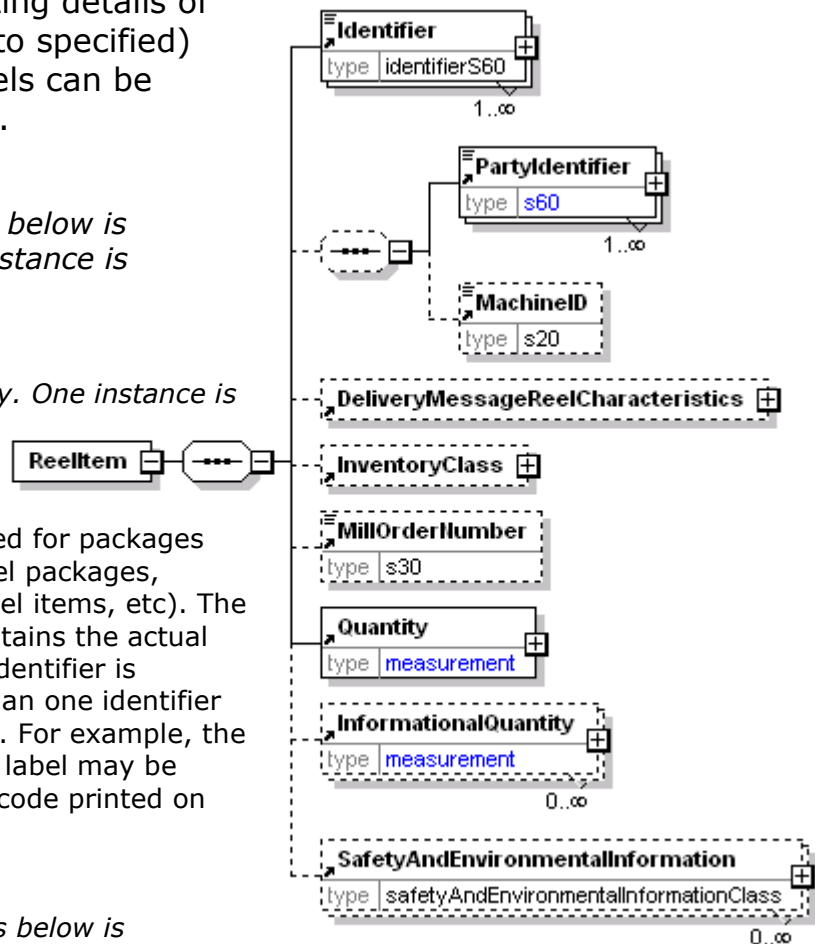 ting details of
to specified)
els can be
.
below is
stance is
y. One instance is
ed for packages
el packages,
el items, etc). The
tains the actual
dentifier is
an one identifier
. For example, the
label may be
code printed on
s below is
ReelItem
Identifier
type identifierS60
1..∞
PartyIdentifier
type s60
1..∞
MachineID
type s20
DeliveryMessageReelCharacteristics
InventoryClass
MillOrderNumber
type s30
Quantity
type measurement
InformationalQuantity
type measurement
0..∞
SafetyAndEnvironmentalInformation
type safetyAndEnvironmentalInformationClass
0..∞